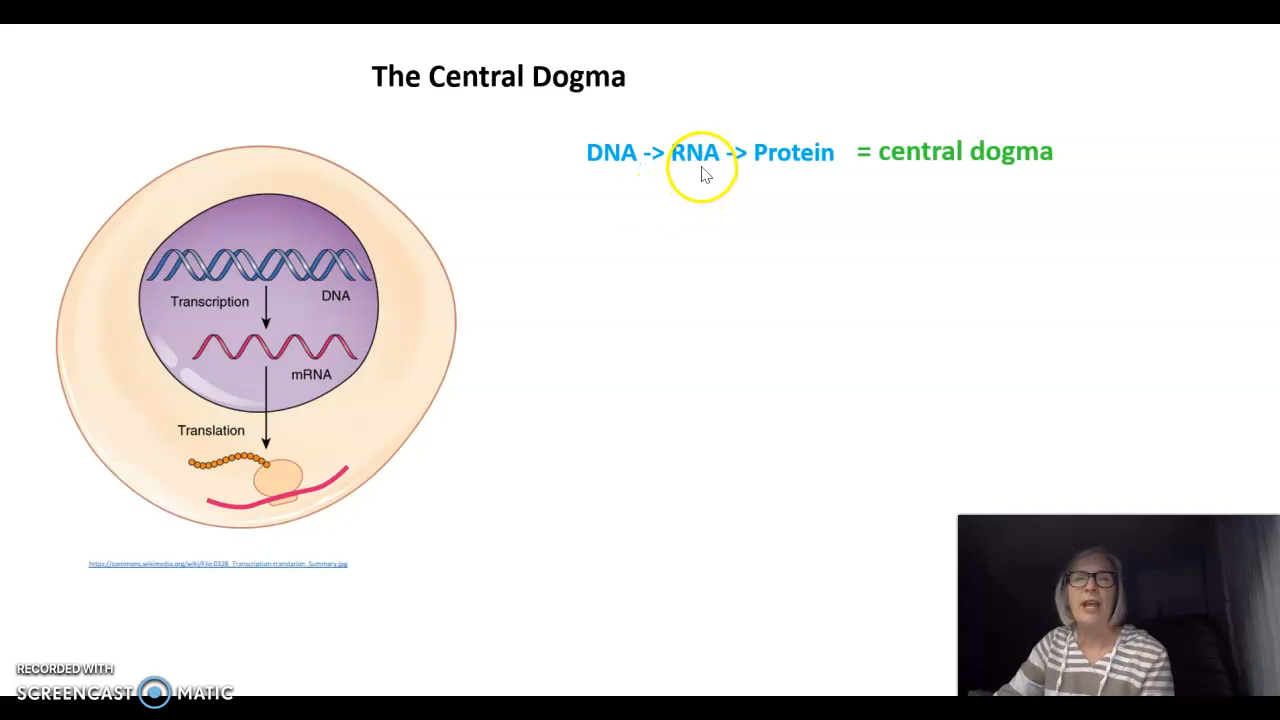 The Central Dogma
DNA -> RNA -> Protein = central dogma
Transcription
DNA
mRNA
Translation
https://commons.wikimedia.org/wiki/File:0328_Transcription-translation_Summary.jpg
RECORDED WITH
SCREENCAST MATIC